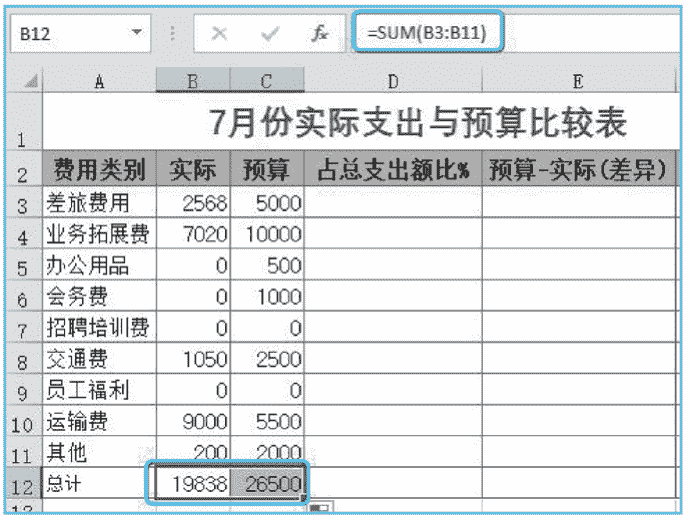 B12 fx =SUM(B3:B11)
A B C D E
1 7月份实际支出与预算比较表
2 费用类别 实际 预算 占总支出额比% 预算-实际(差异)
3 差旅费用 2568 5000
4 业务拓展费 7020 10000
5 办公用品 0 500
6 会务费 0 1000
7 招聘培训费 0 0
8 交通费 1050 2500
9 员工福利 0 0
10 运输费 9000 5500
11 其他 200 2000
12 总计 19838 26500